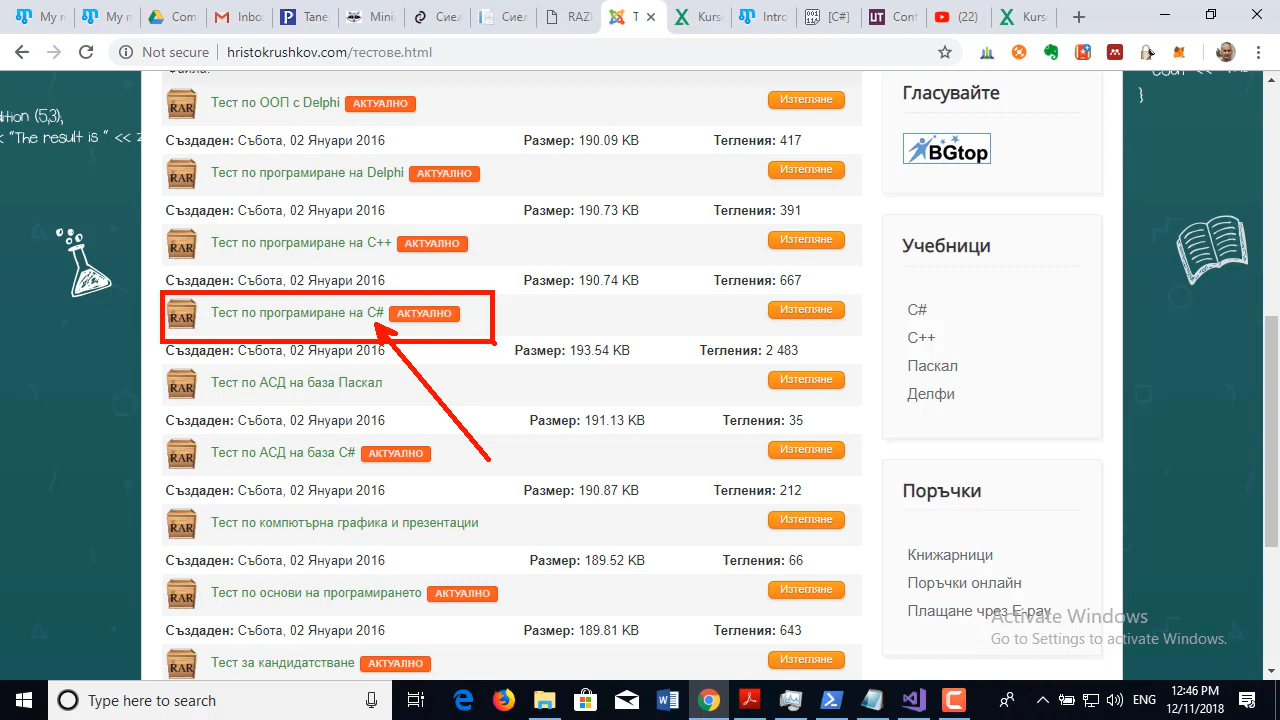 My n
My n
Com
Inbo
Tane
Mini
Сиел
Сиел
RAZI
Т
Kurs
Intro
[C#]
Cont
(22)
Kurs
Not secure
hristokrushkov.com/тестове.html
dition (5,3),
< "The result is " << z
}
Тест по ООП с Delphi АКТУАЛНО Изтегляне
Създаден: Събота, 02 Януари 2016 Размер: 190.09 KB Тегления: 417
RAR Тест по програмиране на Delphi АКТУАЛНО Изтегляне
Създаден: Събота, 02 Януари 2016 Размер: 190.73 KB Тегления: 391
RAR Тест по програмиране на C++ АКТУАЛНО Изтегляне
Създаден: Събота, 02 Януари 2016 Размер: 190.74 KB Тегления: 667
RAR Тест по програмиране на C# АКТУАЛНО Изтегляне
Създаден: Събота, 02 Януари 2016 Размер: 193.54 KB Тегления: 2 483
RAR Тест по АСД на база Паскал Изтегляне
Създаден: Събота, 02 Януари 2016 Размер: 191.13 KB Тегления: 35
RAR Тест по АСД на база C# АКТУАЛНО Изтегляне
Създаден: Събота, 02 Януари 2016 Размер: 190.87 KB Тегления: 212
RAR Тест по компютърна графика и презентации Изтегляне
Създаден: Събота, 02 Януари 2016 Размер: 189.52 KB Тегления: 66
RAR Тест по основи на програмирането АКТУАЛНО Изтегляне
Създаден: Събота, 02 Януари 2016 Размер: 189.81 KB Тегления: 643
RAR Тест за кандидатстване АКТУАЛНО Изтегляне
Гласувайте
BGtop
Учебници
C#
C++
Паскал
Делфи
Поръчки
Книжарници
Поръчки онлайн
Плащане чрез E-pay
Activate Windows
Go to Settings to activate Windows.
Type here to search
ENG
12:46 PM
12/11/2018